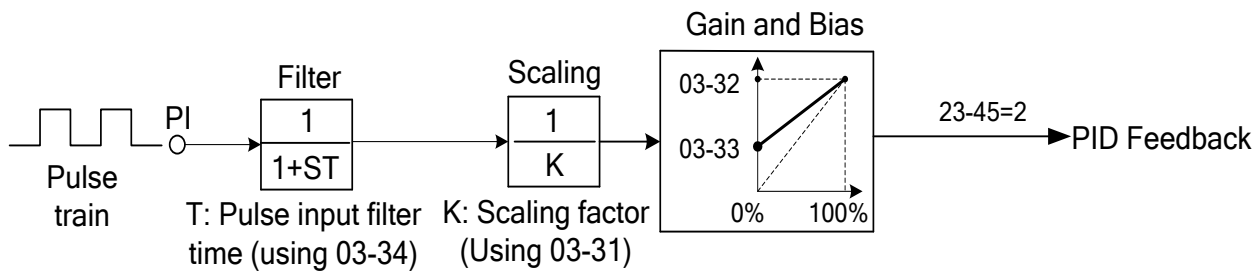 Gain and Bias
Filter
Scaling
03-32
PI
1
1
23-45=2
1+ST
K
03-33
PID Feedback
Pulse
train
T: Pulse input filter
time (using 03-34)
K: Scaling factor
(Using 03-31)
0%
100%